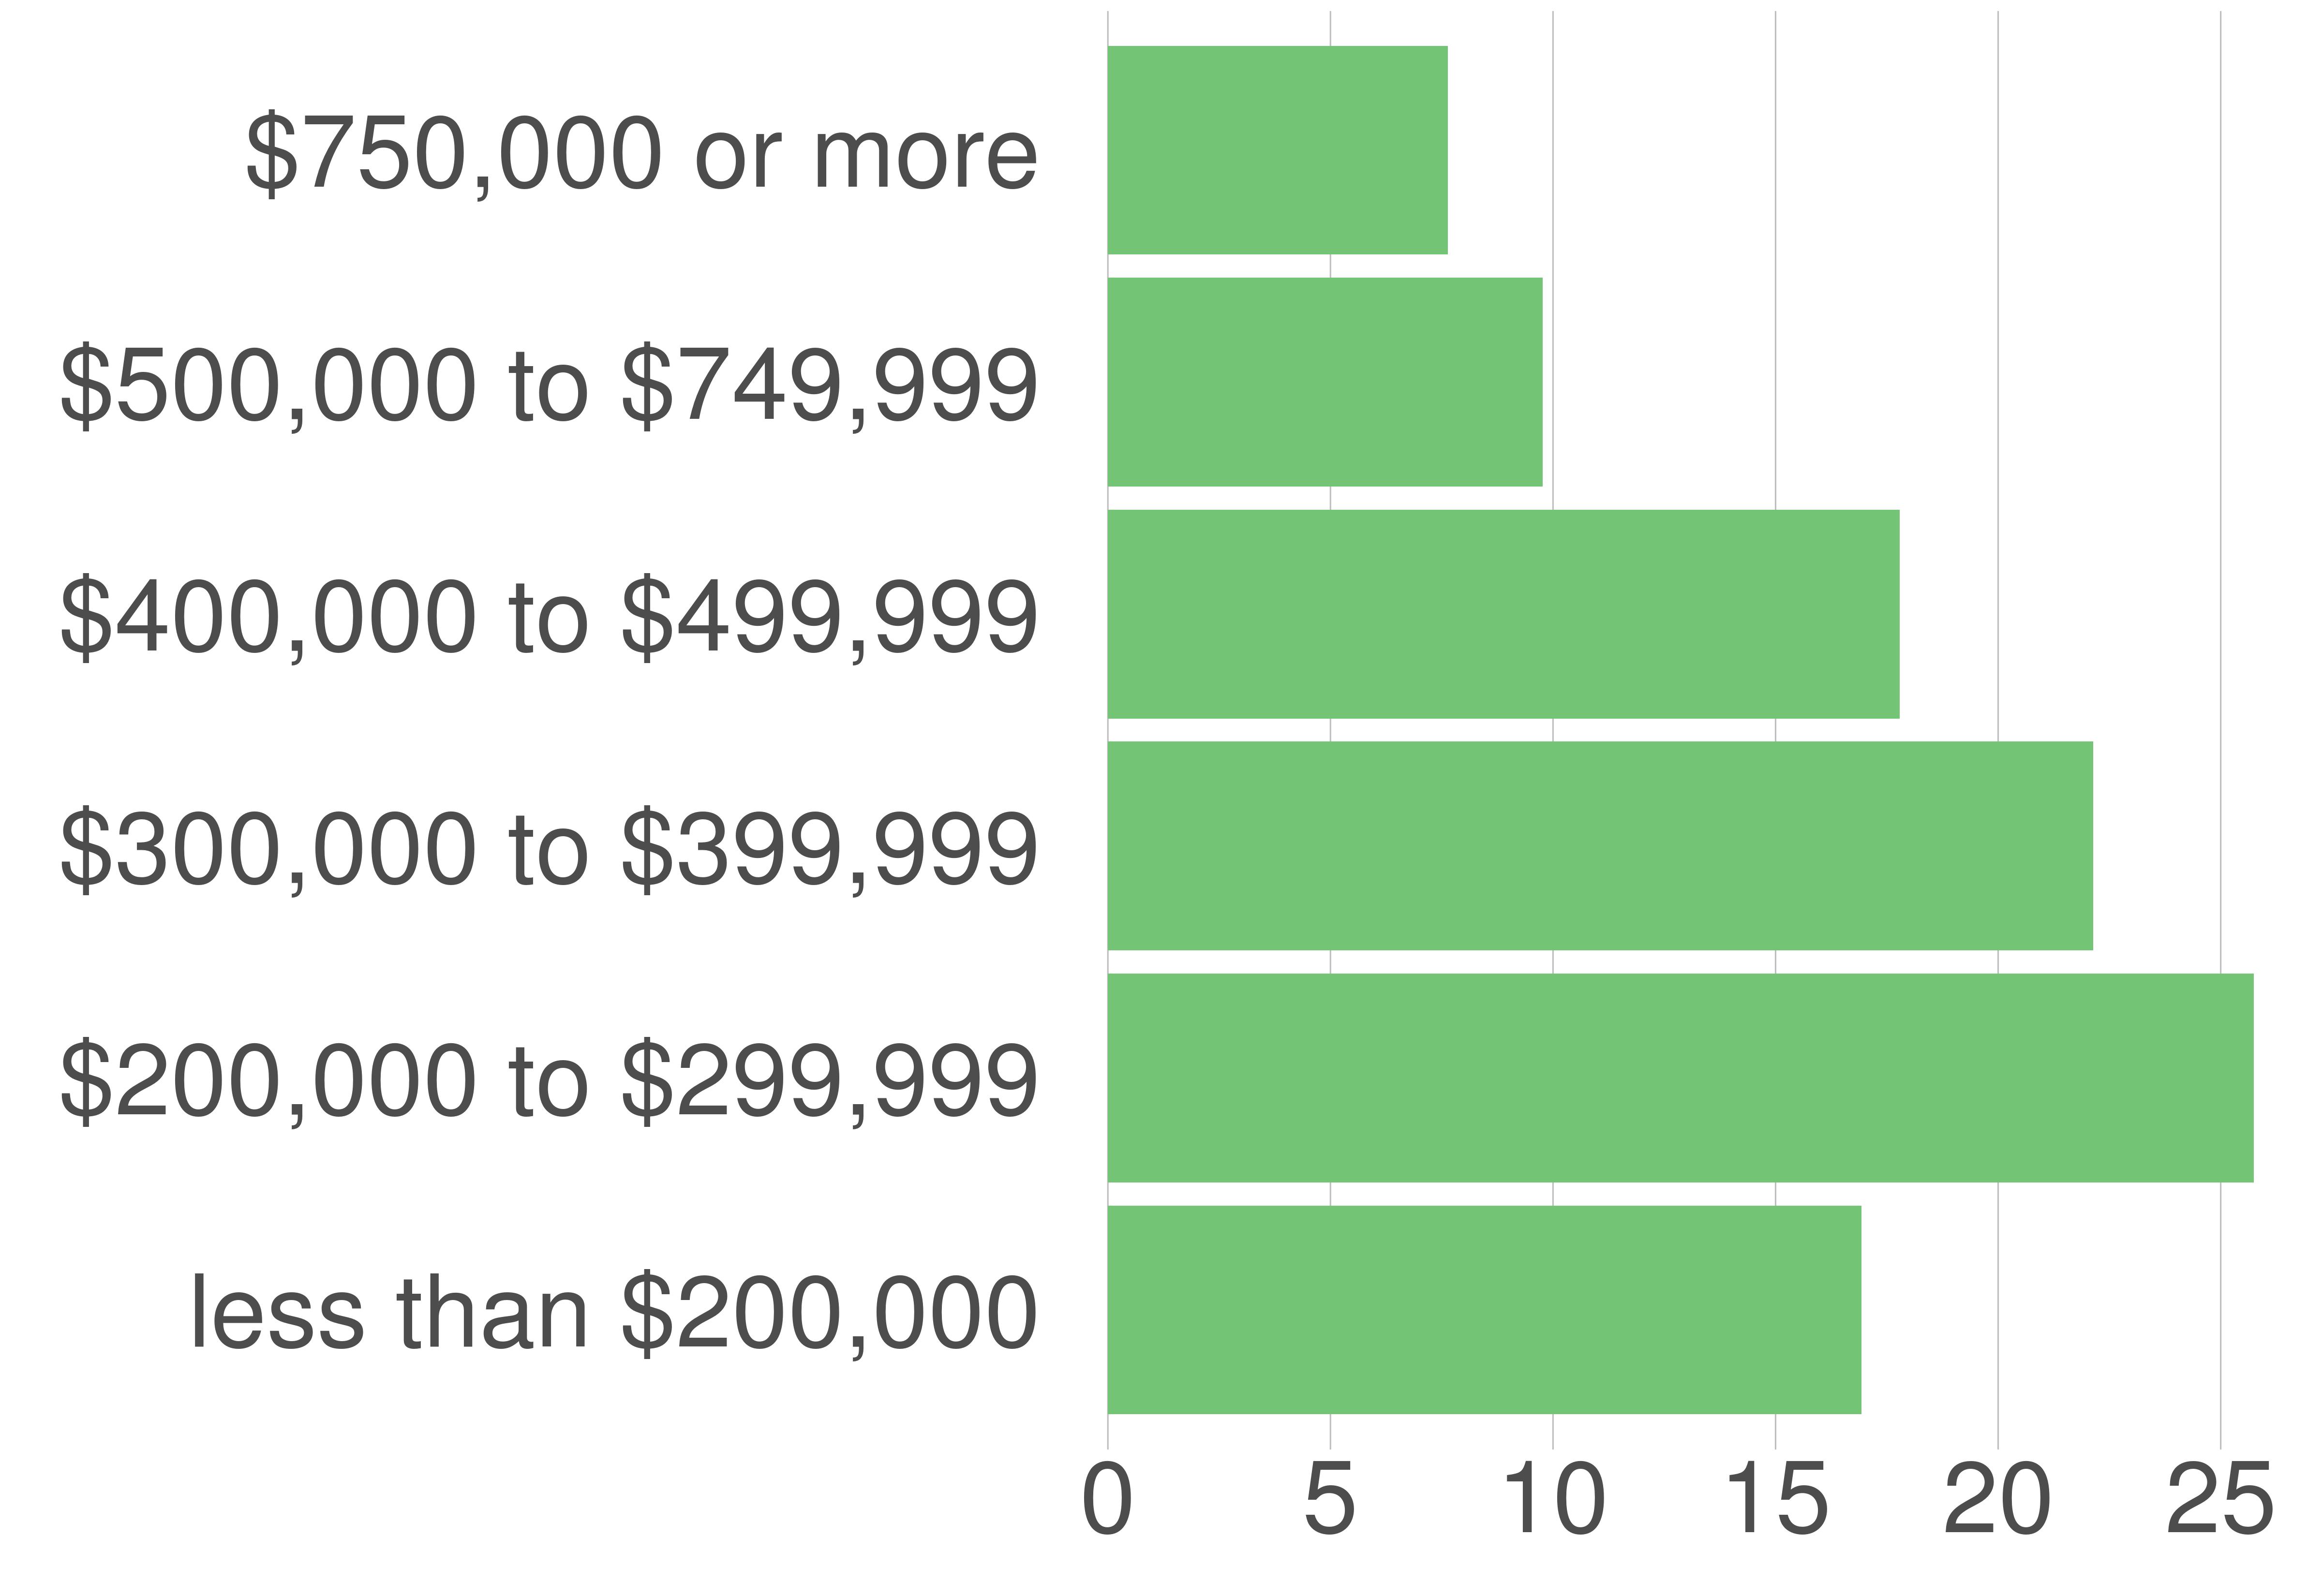 $750,000 or more
$500,000 to $749,999
$400,000 to $499,999
$300,000 to $399,999
$200,000 to $299,999
less than $200,000
0 5 10 15 20 25